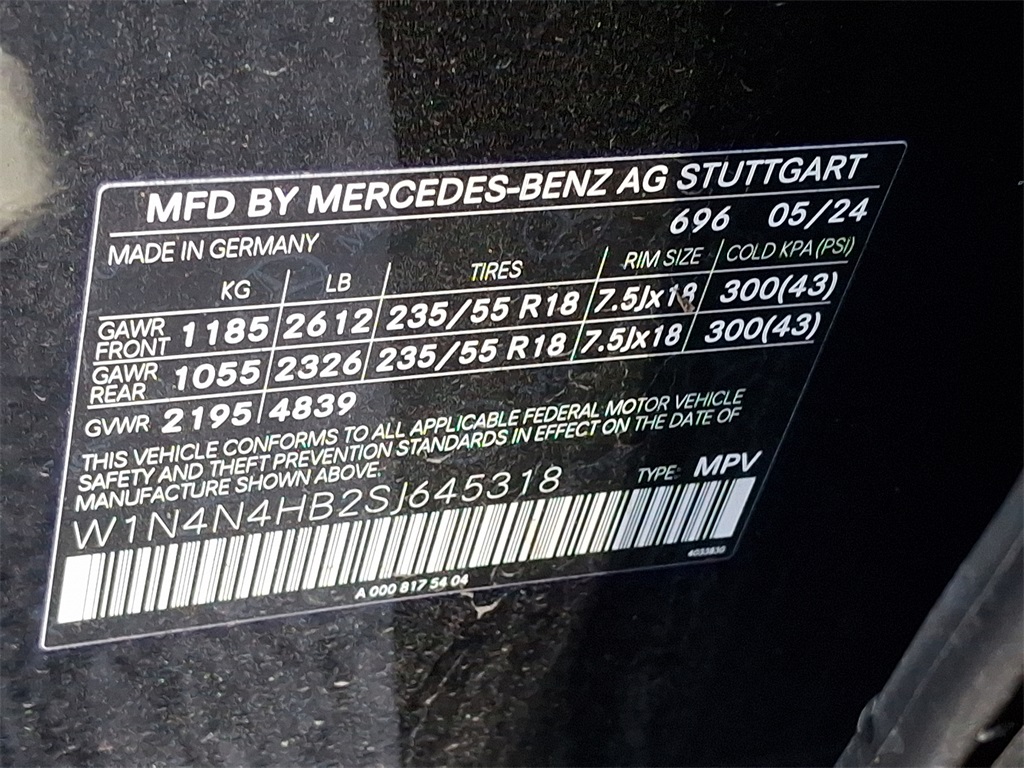 MFD BY MERCEDES-BENZ AG STUTTGART
696 05/24
MADE IN GERMANY
KG LB TIRES RIM SIZE COLD KPA (PSI)
GAWR FRONT 1185 2612 235/55 R18 7.5Jx18 300(43)
GAWR REAR 1055 2326 235/55 R18 7.5Jx18 300(43)
GVWR 2195 4839
THIS VEHICLE CONFORMS TO ALL APPLICABLE FEDERAL MOTOR VEHICLE
SAFETY AND THEFT PREVENTION STANDARDS IN EFFECT ON THE DATE OF
MANUFACTURE SHOWN ABOVE.
W1N4N4HB2SJ645318 TYPE: MPV
A 000 817 54 04
4033830